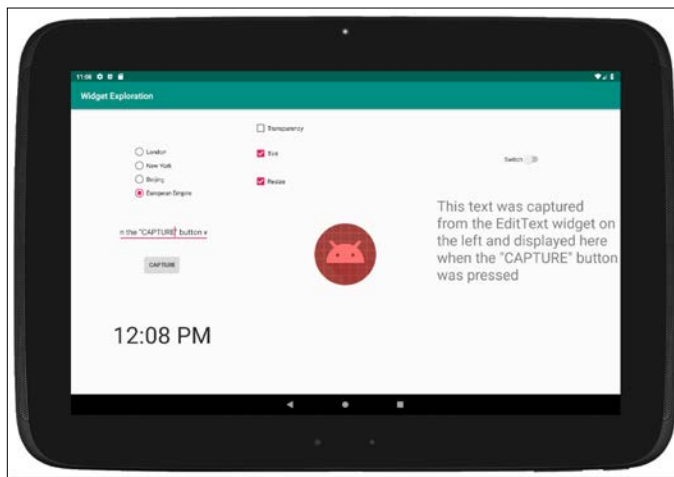 11:08
Widget Exploration
London
New York
Beijing
European Empire
Transparency
Tint
Resize
Switch
n the "CAPTURE" button w
CAPTURE
This text was captured
from the EditText widget on
the left and displayed here
when the "CAPTURE" button
was pressed
12:08 PM